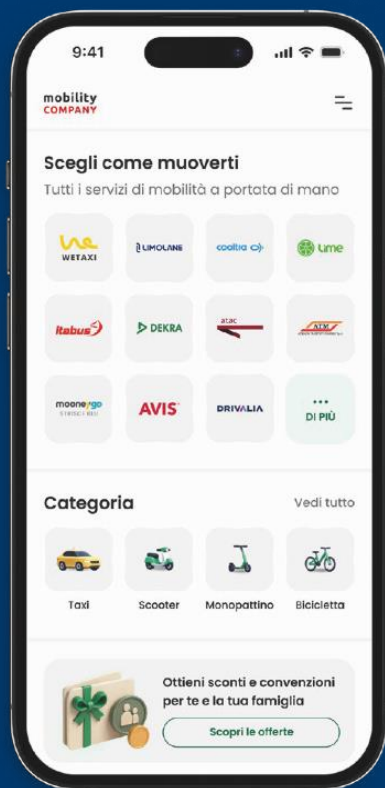 9:41
mobility
COMPANY
Scegli come muoverti
Tutti i servizi di mobilità a portata di mano
we
WETAXI
LIMOLANE
cooltra
Lime
itabus
DEKRA
atac
ATM
mooneygo
AVIS
DRIVALIA
DI PIÙ
Categoria
Vedi tutto
Taxi
Scooter
Monopattino
Bicicletta
Ottieni sconti e convenzioni
per te e la tua famiglia
Scopri le offerte